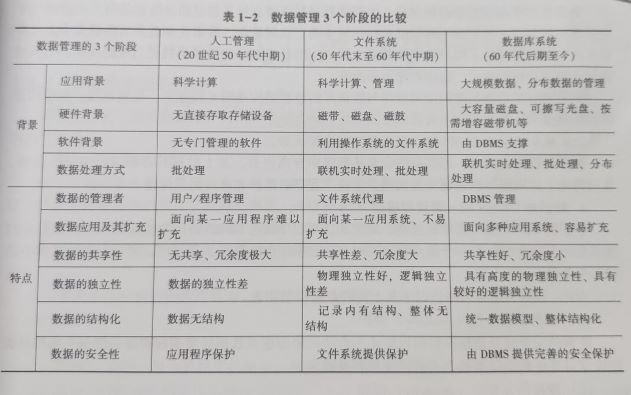 表 1-2 数据管理 3 个阶段的比较
数据管理的 3 个阶段 人工管理 文件系统 数据库系统
(20 世纪 50 年代中期) (50 年代末至 60 年代中期) (60 年代后期至今)
背景
应用背景 科学计算 科学计算、管理 大规模数据、分布数据的管理
硬件背景 无直接存取存储设备 磁带、磁盘、磁鼓 大容量磁盘、可擦写光盘、按
需增容磁带机等
软件背景 无专门管理的软件 利用操作系统的文件系统 由 DBMS 支撑
数据处理方式 批处理 联机实时处理、批处理 联机实时处理、批处理、分布
处理
特点
数据的管理者 用户/程序管理 文件系统代理 DBMS 管理
数据应用及其扩充 面向某一应用程序难以 面向某一应用系统、不易 面向多种应用系统、容易扩充
扩充 扩充
数据的共享性 无共享、冗余度极大 共享性差、冗余度大 共享性好、冗余度小
数据的独立性 数据的独立性差 物理独立性好，逻辑独立 具有高度的物理独立性、具有
性差 较好的逻辑独立性
数据的结构化 数据无结构 记录内有结构、整体无 统一数据模型、整体结构化
结构
数据的安全性 应用程序保护 文件系统提供保护 由 DBMS 提供完善的安全保护